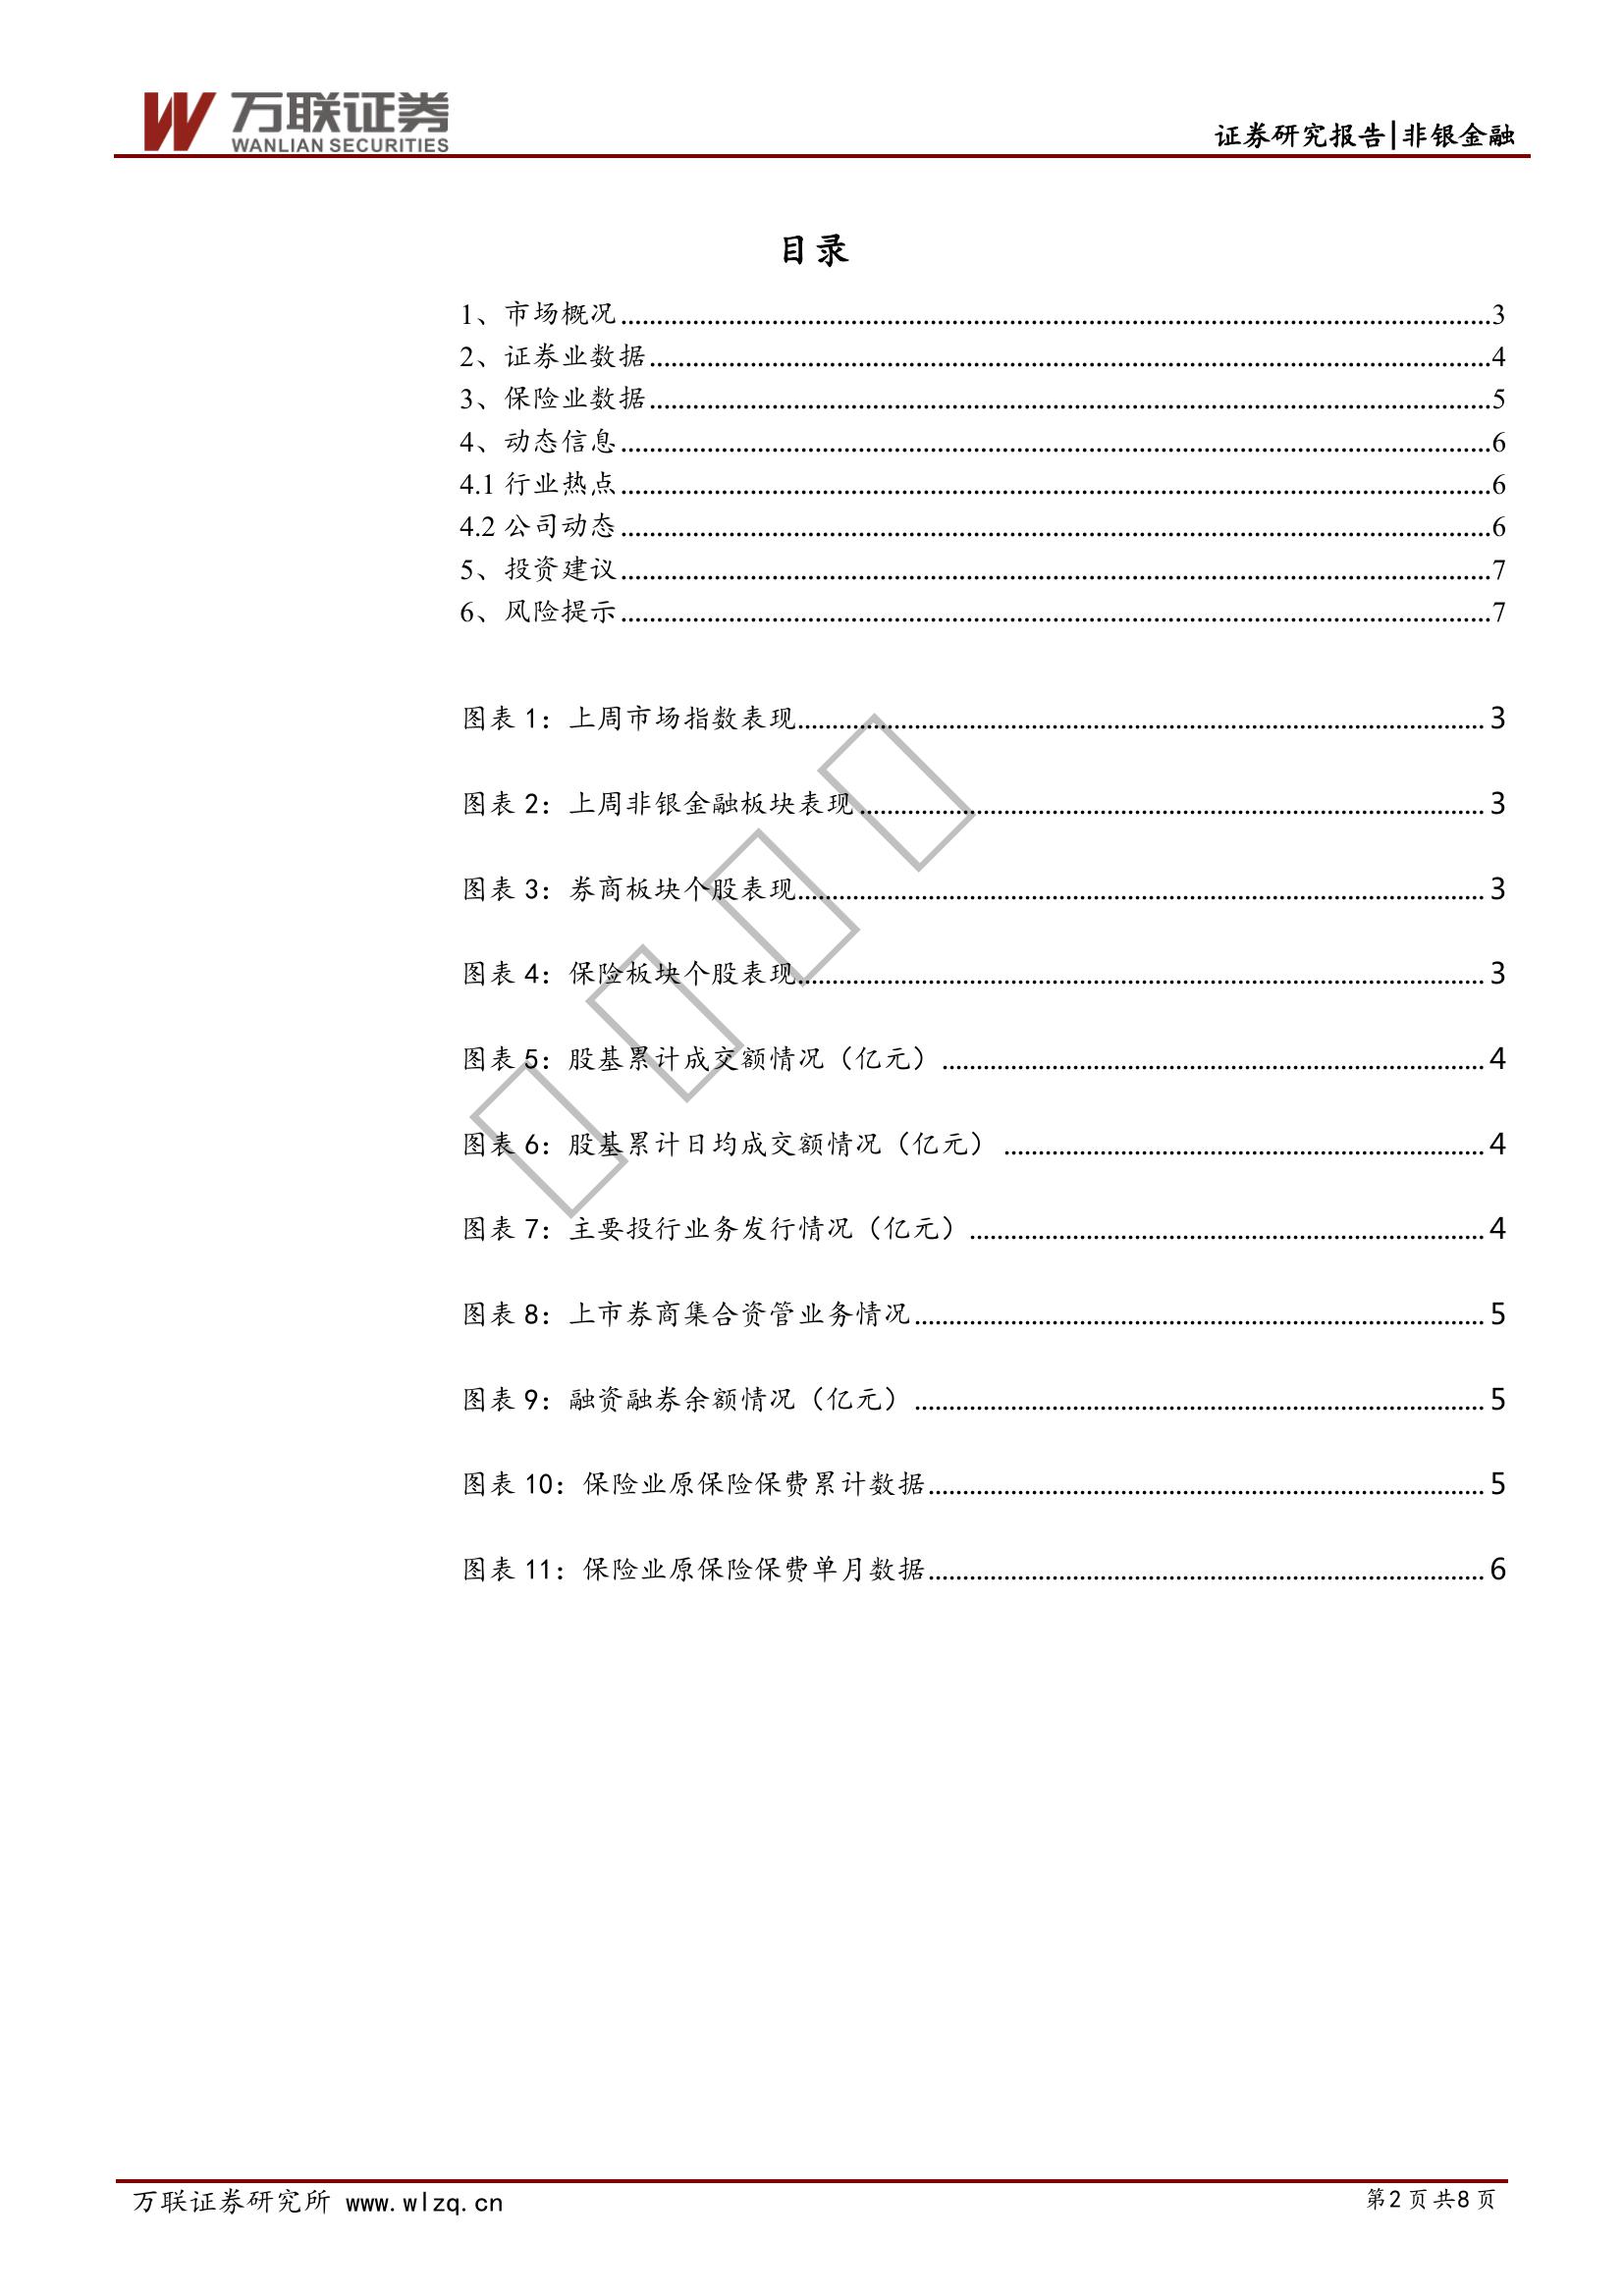 万联证券
WANLIAN SECURITIES
证券研究报告|非银金融
目录
1、市场概况........................3
2、证券业数据........................4
3、保险业数据........................5
4、动态信息........................6
4.1 行业热点........................6
4.2 公司动态........................6
5、投资建议........................7
6、风险提示........................7
图表 1：上周市场指数表现........................ 3
图表 2：上周非银金融板块表现........................ 3
图表 3：券商板块个股表现........................ 3
图表 4：保险板块个股表现........................ 3
图表 5：股基累计成交额情况（亿元）........................ 4
图表 6：股基累计日均成交额情况（亿元）........................ 4
图表 7：主要投行业务发行情况（亿元）........................ 4
图表 8：上市券商集合资管业务情况........................ 5
图表 9：融资融券余额情况（亿元）........................ 5
图表 10：保险业原保险保费累计数据........................ 5
图表 11：保险业原保险保费单月数据........................ 6
万联证券研究所 www.wlzq.cn
第2页共8页